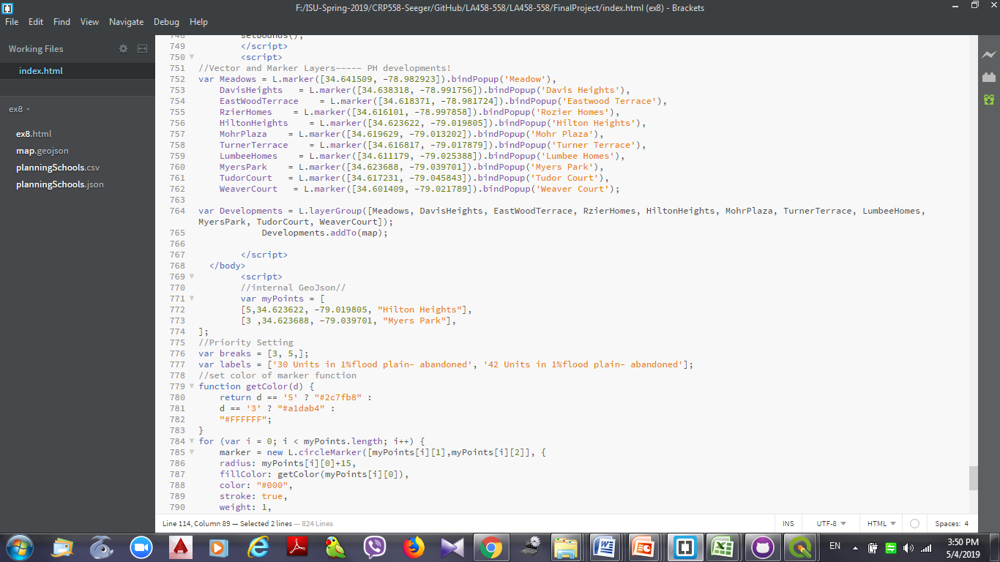 F:/ISU-Spring-2019/CRP558-Seeger/GitHub/LA458-558/LA458-558/FinalProject/index.html (ex8) - Brackets
File Edit Find View Navigate Debug Help
Working Files
index.html
ex8
ex8.html
map.geojson
planningSchools.csv
planningSchools.json
748 setBounds();
749 </script>
750 <script>
751 //Vector and Marker Layers----- PH developments!
752 var Meadows = L.marker([34.641509, -78.982923]).bindPopup('Meadow'),
753 DavisHeights = L.marker([34.638318, -78.991756]).bindPopup('Davis Heights'),
754 EastWoodTerrace = L.marker([34.618371, -78.981724]).bindPopup('Eastwood Terrace'),
755 RzierHomes = L.marker([34.616101, -78.997858]).bindPopup('Rozier Homes'),
756 HiltonHeights = L.marker([34.623622, -79.019805]).bindPopup('Hilton Heights'),
757 MohrPlaza = L.marker([34.619629, -79.013202]).bindPopup('Mohr Plaza'),
758 TurnerTerrace = L.marker([34.616817, -79.017879]).bindPopup('Turner Terrace'),
759 LumbeeHomes = L.marker([34.611179, -79.025388]).bindPopup('Lumbee Homes'),
760 MyersPark = L.marker([34.623688, -79.039701]).bindPopup('Myers Park'),
761 TudorCourt = L.marker([34.617231, -79.045843]).bindPopup('Tudor Court'),
762 WeaverCourt = L.marker([34.601409, -79.021789]).bindPopup('Weaver Court');
763
764 var Developments = L.layerGroup([Meadows, DavisHeights, EastWoodTerrace, RzierHomes, HiltonHeights, MohrPlaza, TurnerTerrace, LumbeeHomes,
MyersPark, TudorCourt, WeaverCourt]);
765 Developments.addTo(map);
766
767 </script>
768 </body>
769 <script>
770 //internal GeoJson//
771 var myPoints = [
772 [5,34.623622, -79.019805, "Hilton Heights"],
773 [3 ,34.623688, -79.039701, "Myers Park"],
774 ];
775 //Priority Setting
776 var breaks = [3, 5,];
777 var labels = ['30 Units in 1%flood plain- abandoned', '42 Units in 1%flood plain- abandoned'];
778 //set color of marker function
779 function getColor(d) {
780 return d == '5' ? "#2c7fb8" :
781 d == '3' ? "#a1dab4" :
782 "#FFFFFF";
783 }
784 for (var i = 0; i < myPoints.length; i++) {
785 marker = new L.circleMarker([myPoints[i][1],myPoints[i][2]], {
786 radius: myPoints[i][0]+15,
787 fillColor: getColor(myPoints[i][0]),
788 color: "#000",
789 stroke: true,
790 weight: 1,
Line 114, Column 89 — Selected 2 lines — 824 Lines
INS UTF-8 HTML Spaces: 4
EN
3:50 PM
5/4/2019